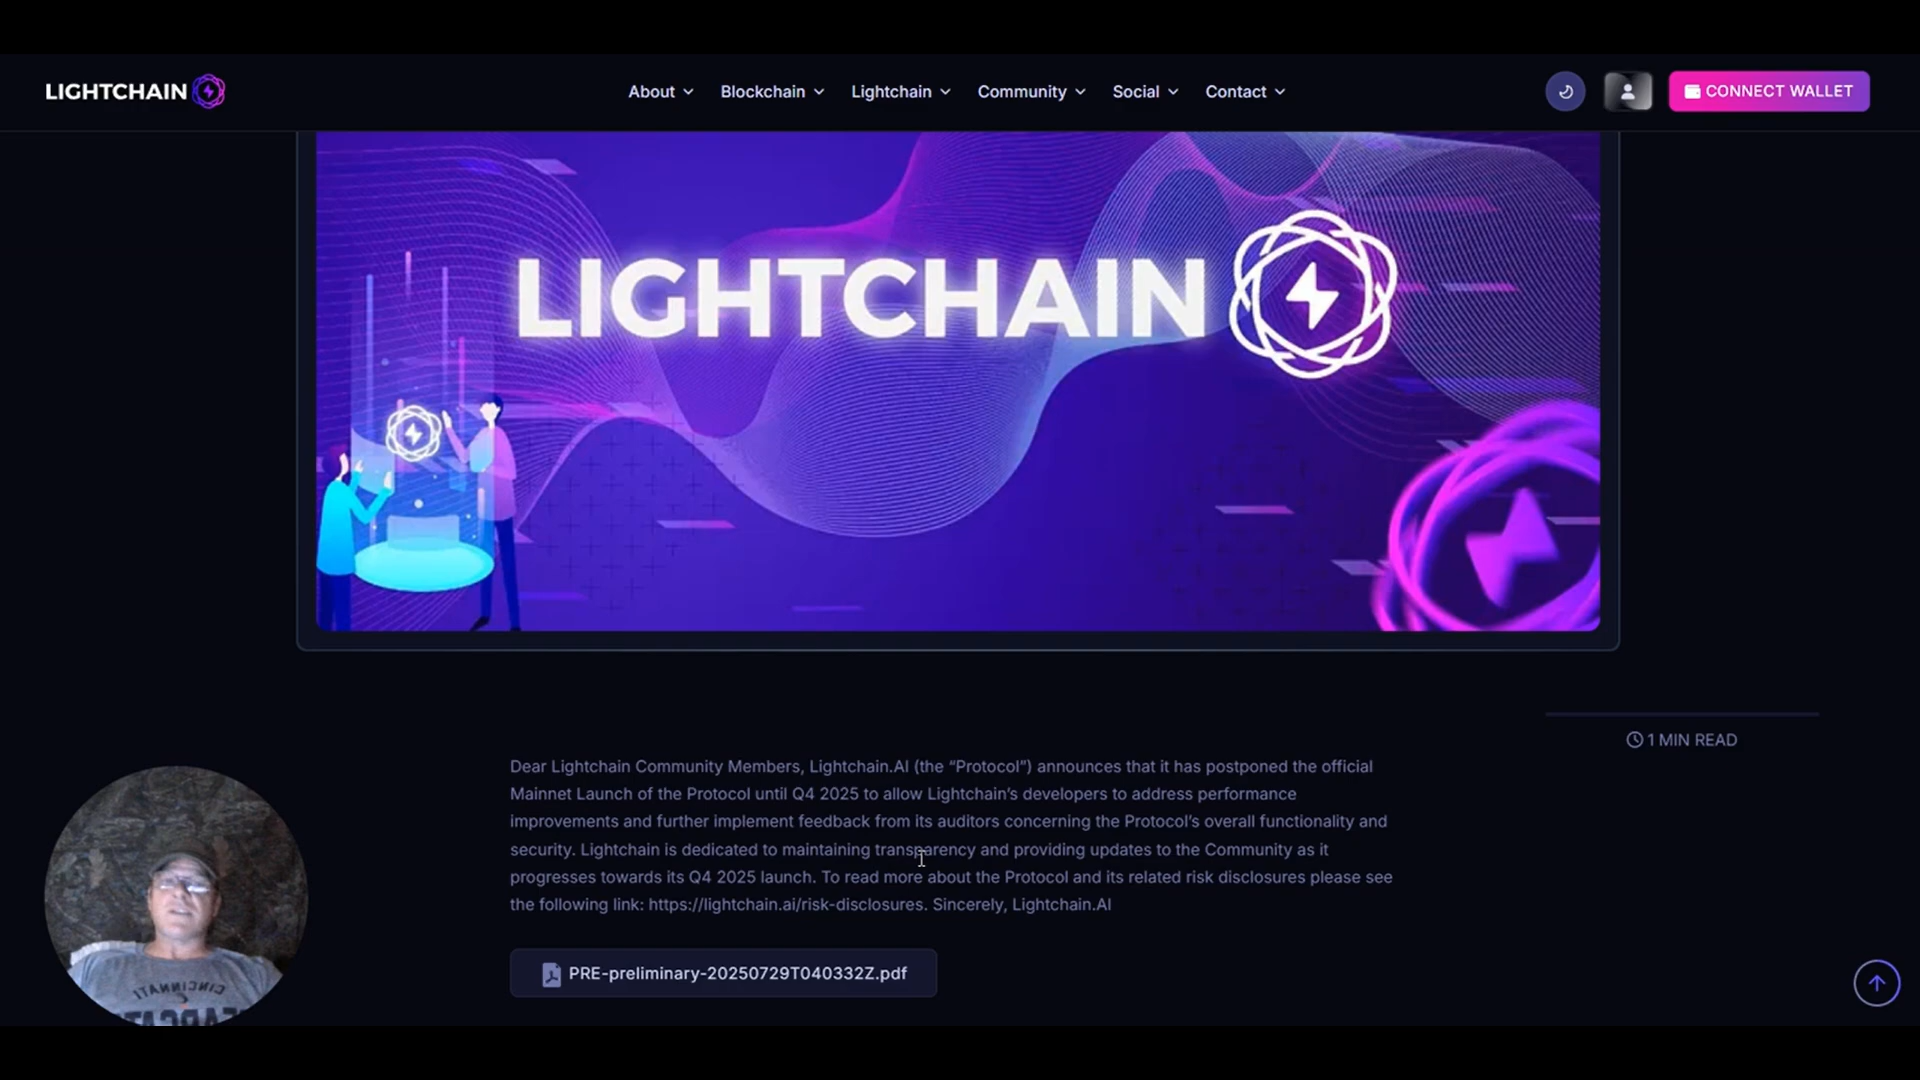 LIGHTCHAIN
About Blockchain Lightchain Community Social Contact
CONNECT WALLET
LIGHTCHAIN
1 MIN READ
Dear Lightchain Community Members, Lightchain.AI (the “Protocol”) announces that it has postponed the official
Mainnet Launch of the Protocol until Q4 2025 to allow Lightchain’s developers to address performance
improvements and further implement feedback from its auditors concerning the Protocol’s overall functionality and
security. Lightchain is dedicated to maintaining transparency and providing updates to the Community as it
progresses towards its Q4 2025 launch. To read more about the Protocol and its related risk disclosures please see
the following link: https://lightchain.ai/risk-disclosures. Sincerely, Lightchain.AI
PRE-preliminary-20250729T040332Z.pdf
CINCINNATI